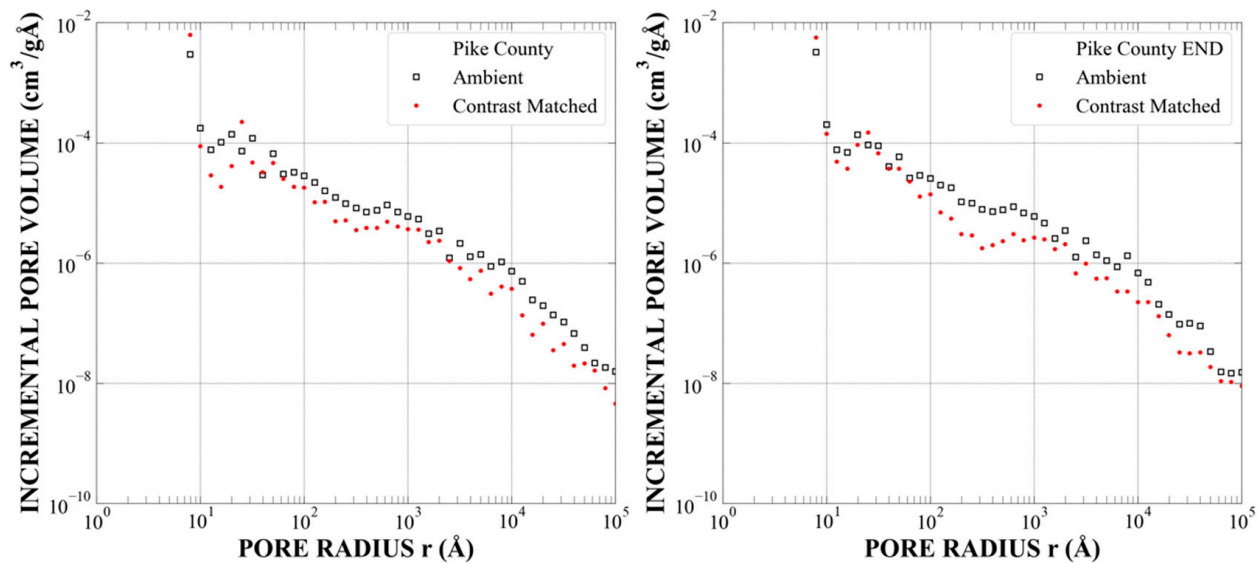 INCREMENTAL PORE VOLUME (cm³/gÅ)
10⁻²
10⁻⁴
10⁻⁶
10⁻⁸
10⁻¹⁰
Pike County
Ambient
Contrast Matched
10⁰ 10¹ 10² 10³ 10⁴ 10⁵
PORE RADIUS r (Å)
INCREMENTAL PORE VOLUME (cm³/gÅ)
10⁻²
10⁻⁴
10⁻⁶
10⁻⁸
10⁻¹⁰
Pike County END
Ambient
Contrast Matched
10⁰ 10¹ 10² 10³ 10⁴ 10⁵
PORE RADIUS r (Å)